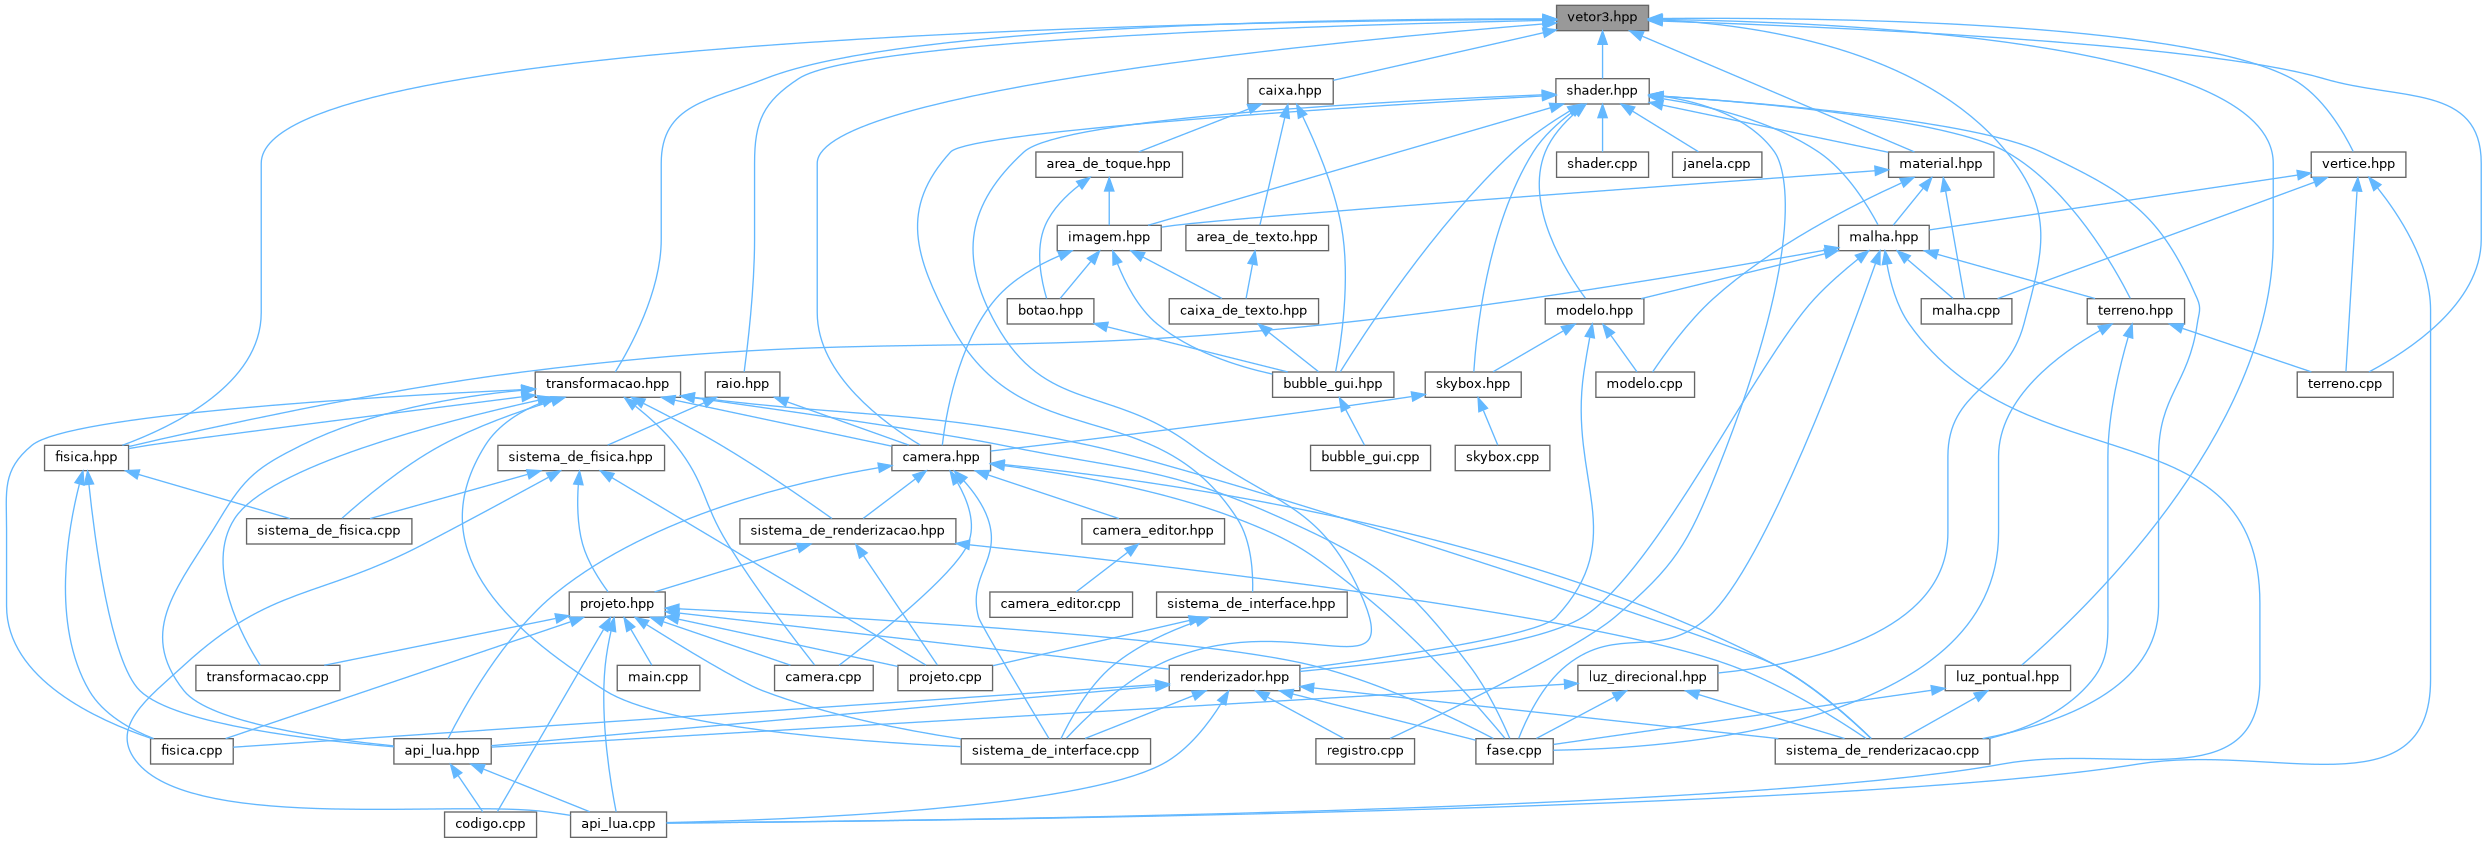 vetor3.hpp
caixa.hpp
shader.hpp
area_de_toque.hpp
shader.cpp
janela.cpp
material.hpp
vertice.hpp
imagem.hpp
area_de_texto.hpp
malha.hpp
botao.hpp
caixa_de_texto.hpp
modelo.hpp
malha.cpp
terreno.hpp
transformacao.hpp
raio.hpp
bubble_gui.hpp
skybox.hpp
modelo.cpp
terreno.cpp
fisica.hpp
sistema_de_fisica.hpp
camera.hpp
bubble_gui.cpp
skybox.cpp
sistema_de_fisica.cpp
sistema_de_renderizacao.hpp
camera_editor.hpp
projeto.hpp
camera_editor.cpp
sistema_de_interface.hpp
transformacao.cpp
main.cpp
camera.cpp
projeto.cpp
renderizador.hpp
luz_direcional.hpp
luz_pontual.hpp
fisica.cpp
api_lua.hpp
sistema_de_interface.cpp
registro.cpp
fase.cpp
sistema_de_renderizacao.cpp
codigo.cpp
api_lua.cpp